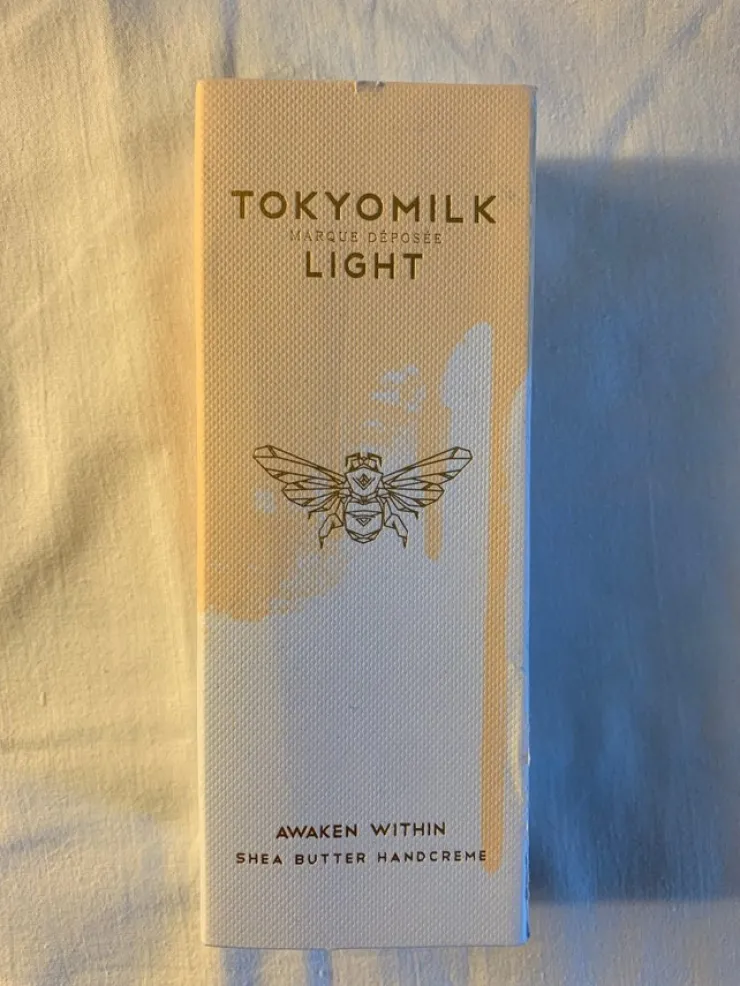 TOKYOMILK
MARQUE DÉPOSÉE
LIGHT
AWAKEN WITHIN
SHEA BUTTER HANDCREME